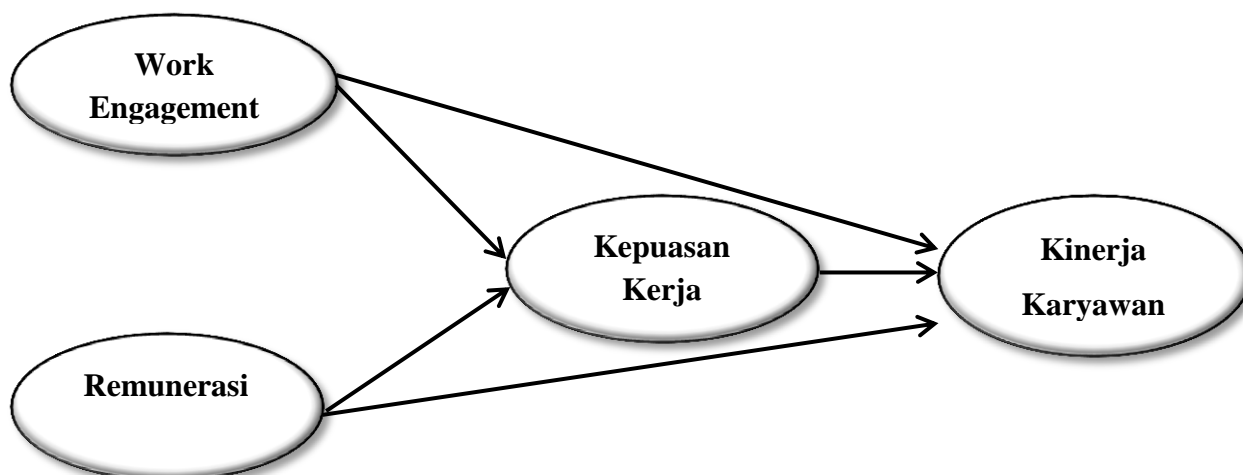 Work
Engagement
Kepuasan
Kerja
Kinerja
Karyawan
Remunerasi